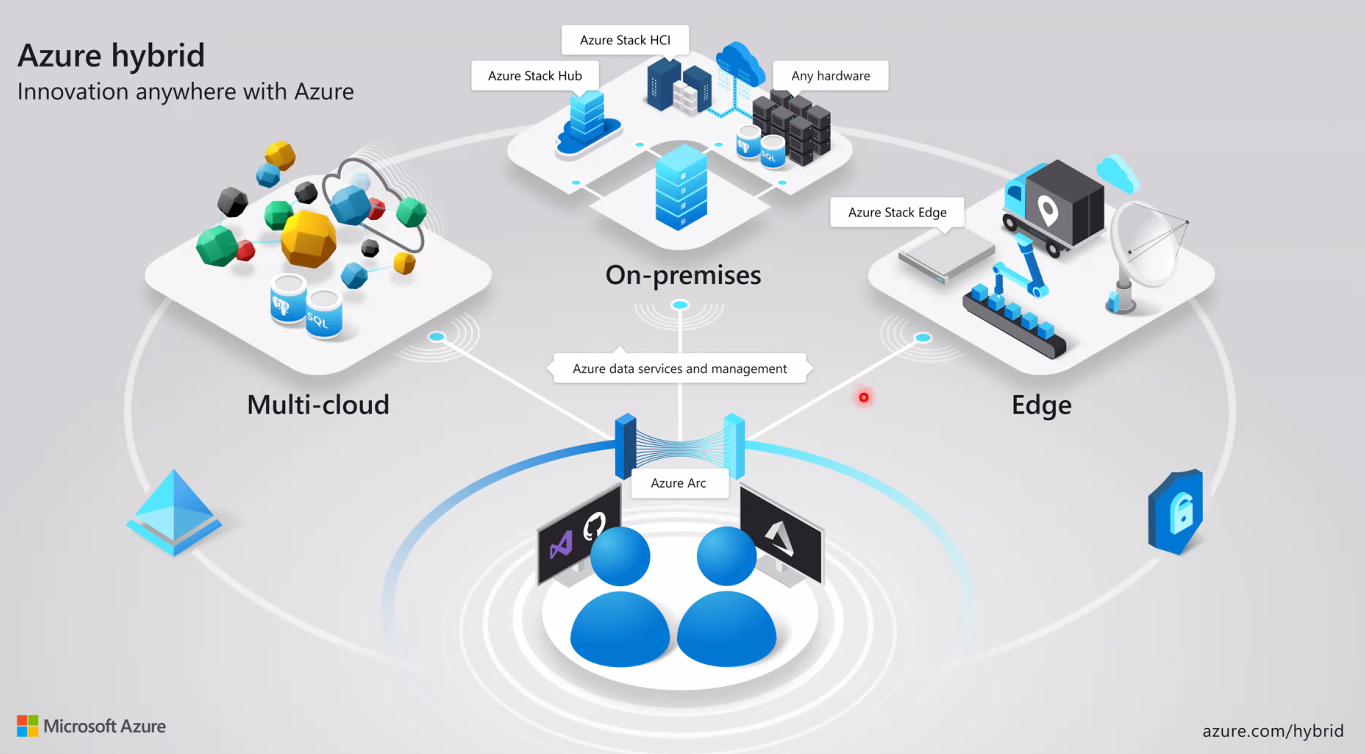 Azure hybrid
Innovation anywhere with Azure
Azure Stack HCI
Azure Stack Hub
Any hardware
SQL
Azure Stack Edge
On-premises
SQL
Azure data services and management
Multi-cloud
Edge
Azure Arc
Microsoft Azure
azure.com/hybrid